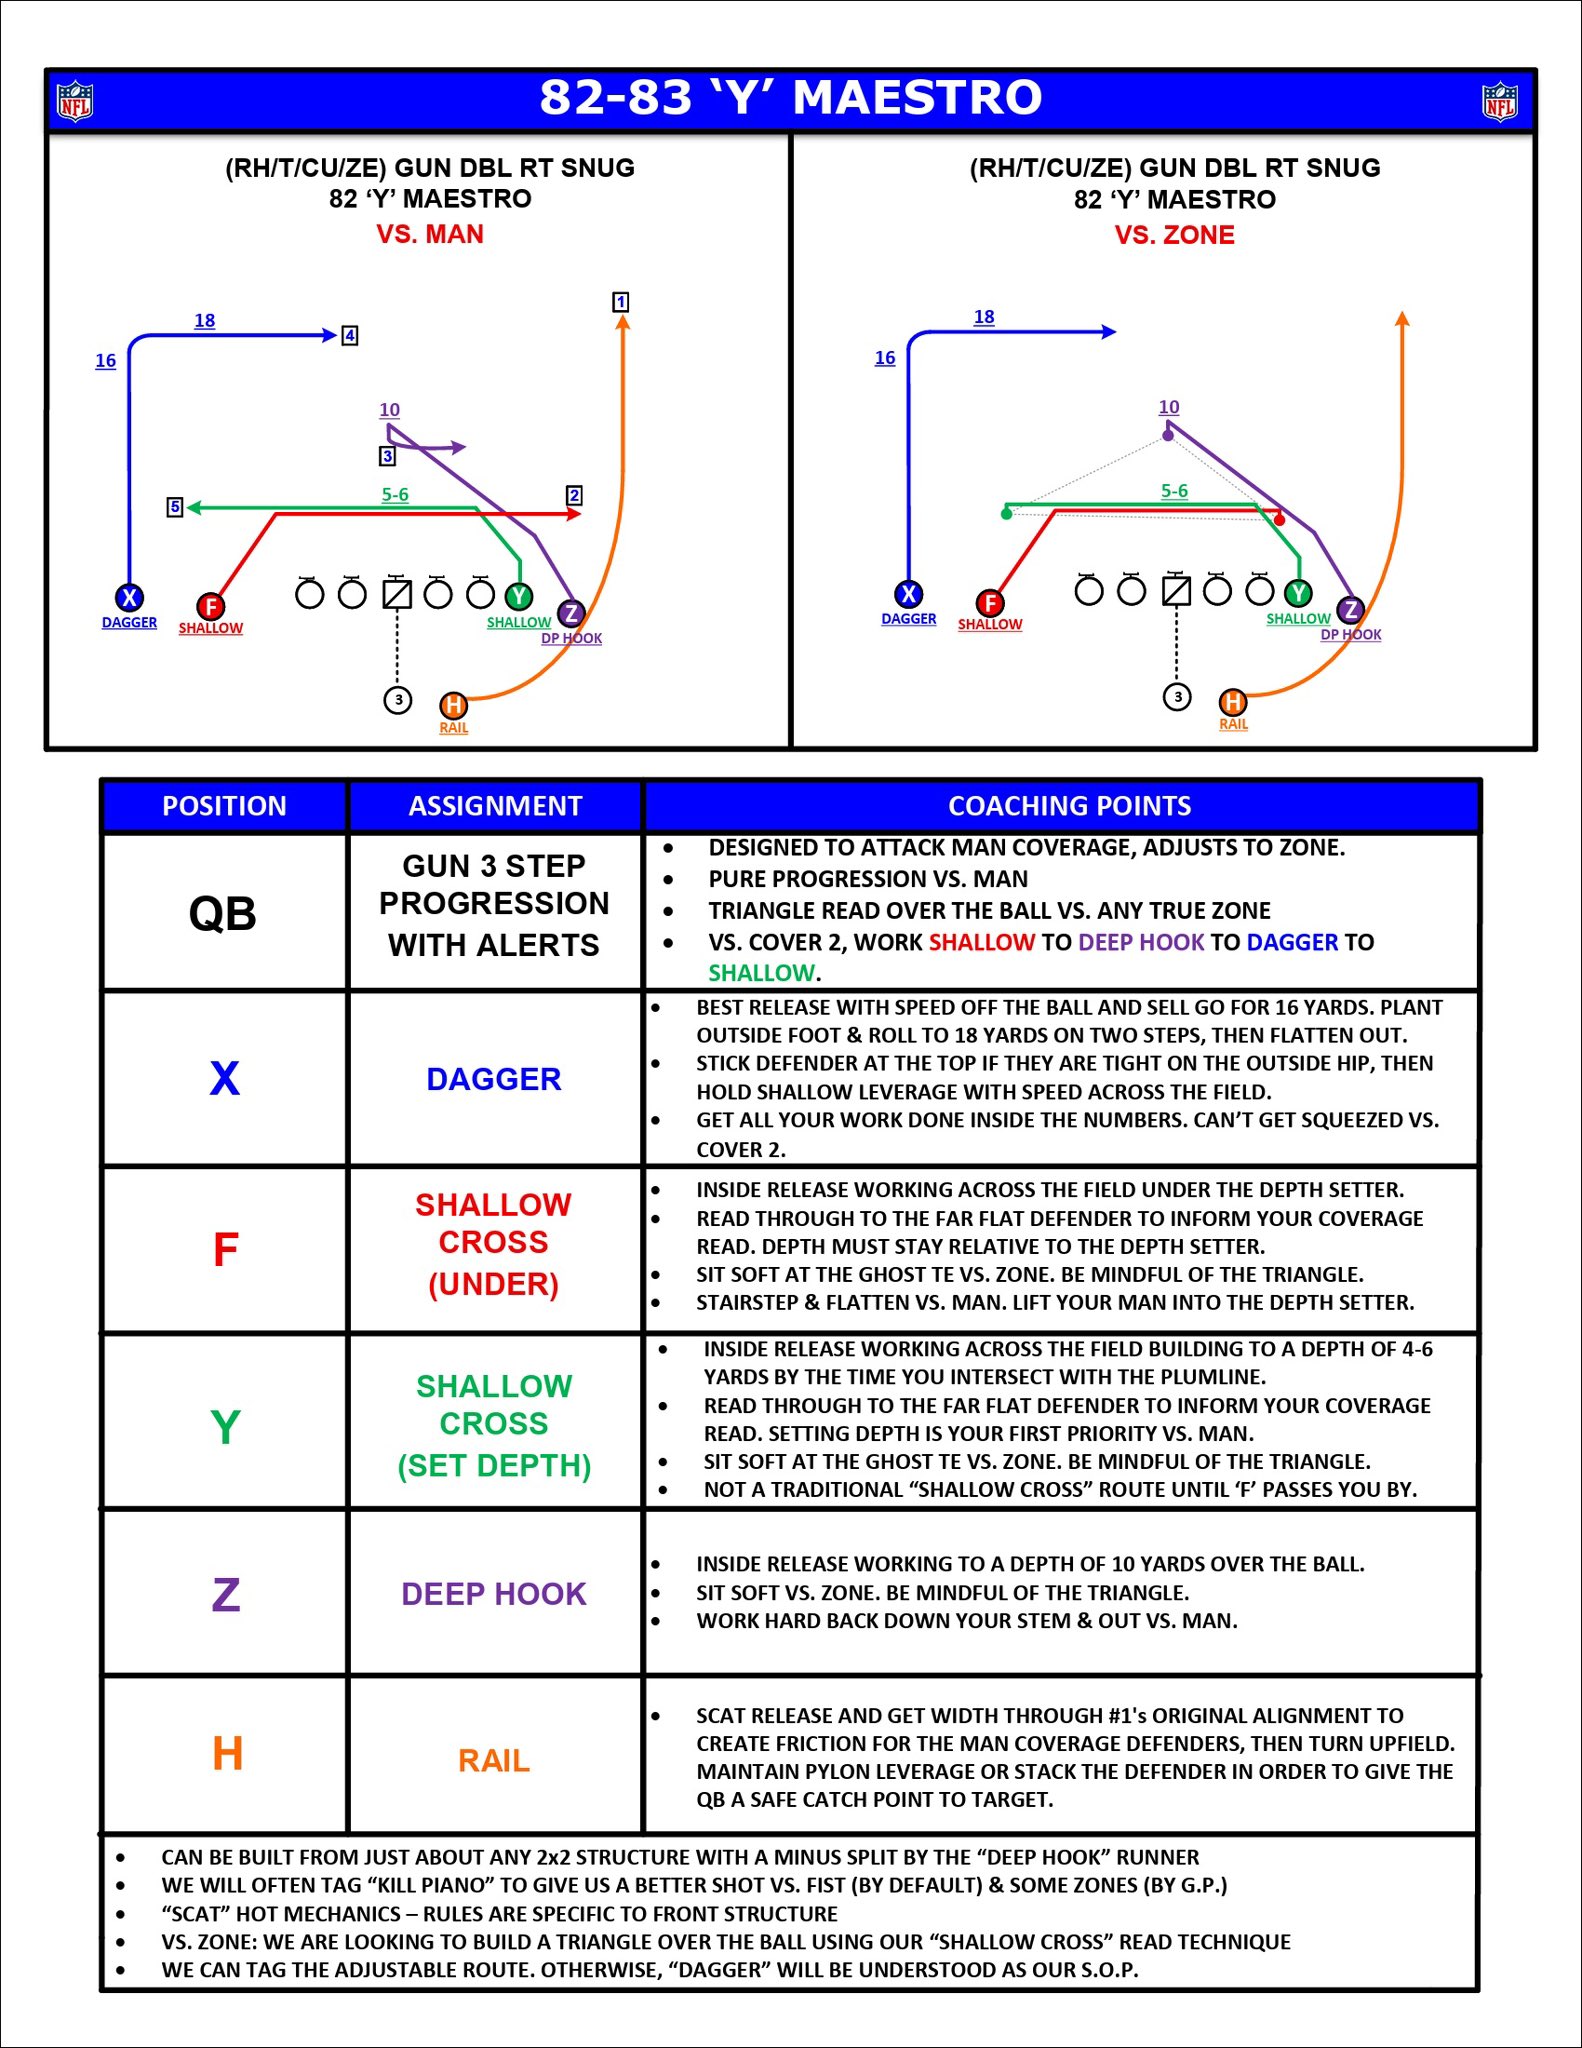 NFL
82-83 ‘Y’ MAESTRO
NFL
(RH/T/CU/ZE) GUN DBL RT SNUG
82 ‘Y’ MAESTRO
VS. MAN
1
18
4
16
10
3
5-6
2
5
X
F
Y
Z
DAGGER
SHALLOW
SHALLOW
DP HOOK
3
H
RAIL
(RH/T/CU/ZE) GUN DBL RT SNUG
82 ‘Y’ MAESTRO
VS. ZONE
18
16
10
5-6
X
F
Y
Z
DAGGER
SHALLOW
SHALLOW
DP HOOK
3
H
RAIL
POSITION
ASSIGNMENT
COACHING POINTS
QB
GUN 3 STEP
PROGRESSION
WITH ALERTS
• DESIGNED TO ATTACK MAN COVERAGE, ADJUSTS TO ZONE.
• PURE PROGRESSION VS. MAN
• TRIANGLE READ OVER THE BALL VS. ANY TRUE ZONE
• VS. COVER 2, WORK SHALLOW TO DEEP HOOK TO DAGGER TO
SHALLOW.
X
DAGGER
• BEST RELEASE WITH SPEED OFF THE BALL AND SELL GO FOR 16 YARDS. PLANT
OUTSIDE FOOT & ROLL TO 18 YARDS ON TWO STEPS, THEN FLATTEN OUT.
• STICK DEFENDER AT THE TOP IF THEY ARE TIGHT ON THE OUTSIDE HIP, THEN
HOLD SHALLOW LEVERAGE WITH SPEED ACROSS THE FIELD.
• GET ALL YOUR WORK DONE INSIDE THE NUMBERS. CAN’T GET SQUEEZED VS.
COVER 2.
F
SHALLOW
CROSS
(UNDER)
• INSIDE RELEASE WORKING ACROSS THE FIELD UNDER THE DEPTH SETTER.
• READ THROUGH TO THE FAR FLAT DEFENDER TO INFORM YOUR COVERAGE
READ. DEPTH MUST STAY RELATIVE TO THE DEPTH SETTER.
• SIT SOFT AT THE GHOST TE VS. ZONE. BE MINDFUL OF THE TRIANGLE.
• STAIRSTEP & FLATTEN VS. MAN. LIFT YOUR MAN INTO THE DEPTH SETTER.
Y
SHALLOW
CROSS
(SET DEPTH)
• INSIDE RELEASE WORKING ACROSS THE FIELD BUILDING TO A DEPTH OF 4-6
YARDS BY THE TIME YOU INTERSECT WITH THE PLUMLINE.
• READ THROUGH TO THE FAR FLAT DEFENDER TO INFORM YOUR COVERAGE
READ. SETTING DEPTH IS YOUR FIRST PRIORITY VS. MAN.
• SIT SOFT AT THE GHOST TE VS. ZONE. BE MINDFUL OF THE TRIANGLE.
• NOT A TRADITIONAL “SHALLOW CROSS” ROUTE UNTIL ‘F’ PASSES YOU BY.
Z
DEEP HOOK
• INSIDE RELEASE WORKING TO A DEPTH OF 10 YARDS OVER THE BALL.
• SIT SOFT VS. ZONE. BE MINDFUL OF THE TRIANGLE.
• WORK HARD BACK DOWN YOUR STEM & OUT VS. MAN.
H
RAIL
• SCAT RELEASE AND GET WIDTH THROUGH #1's ORIGINAL ALIGNMENT TO
CREATE FRICTION FOR THE MAN COVERAGE DEFENDERS, THEN TURN UPFIELD.
MAINTAIN PYLON LEVERAGE OR STACK THE DEFENDER IN ORDER TO GIVE THE
QB A SAFE CATCH POINT TO TARGET.
• CAN BE BUILT FROM JUST ABOUT ANY 2x2 STRUCTURE WITH A MINUS SPLIT BY THE “DEEP HOOK” RUNNER
• WE WILL OFTEN TAG “KILL PIANO” TO GIVE US A BETTER SHOT VS. FIST (BY DEFAULT) & SOME ZONES (BY G.P.)
• “SCAT” HOT MECHANICS – RULES ARE SPECIFIC TO FRONT STRUCTURE
• VS. ZONE: WE ARE LOOKING TO BUILD A TRIANGLE OVER THE BALL USING OUR “SHALLOW CROSS” READ TECHNIQUE
• WE CAN TAG THE ADJUSTABLE ROUTE. OTHERWISE, “DAGGER” WILL BE UNDERSTOOD AS OUR S.O.P.